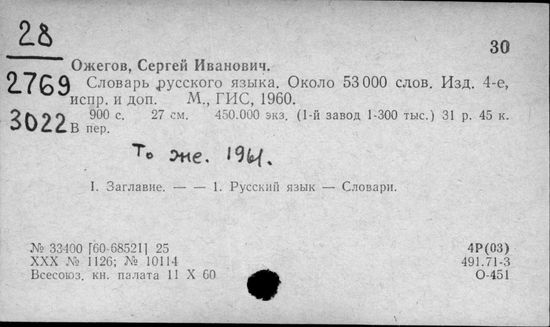 28
30
Ожегов, Сергей Иванович.
2769
Словарь русского языка. Около 53 000 слов. Изд. 4-е,
испр. и доп. М., ГИС, 1960.
3022
900 с. 27 см. 450.000 экз. (1-й завод 1-300 тыс.) 31 р. 45 к.
В пер.
То же. 1961.
I. Заглавие. — — 1. Русский язык — Словари.
№ 33400 [60-68521] 25
4Р(03)
XXX № 1126; № 10114
491.71-3
Всесоюз. кн. палата 11 X 60
О-451